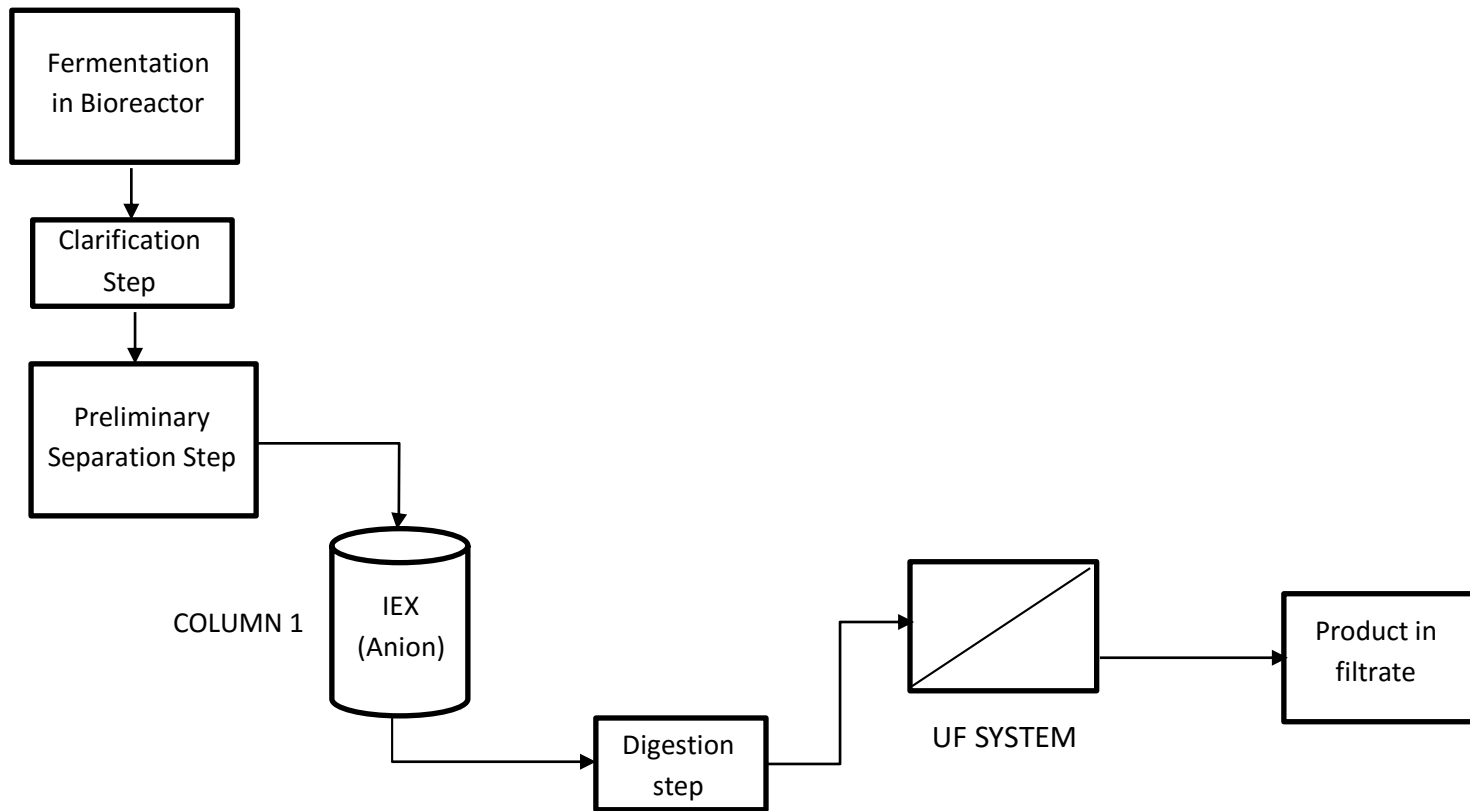 Fermentation
in Bioreactor
Clarification
Step
Preliminary
Separation Step
COLUMN 1
IEX
(Anion)
Digestion
step
UF SYSTEM
Product in
filtrate